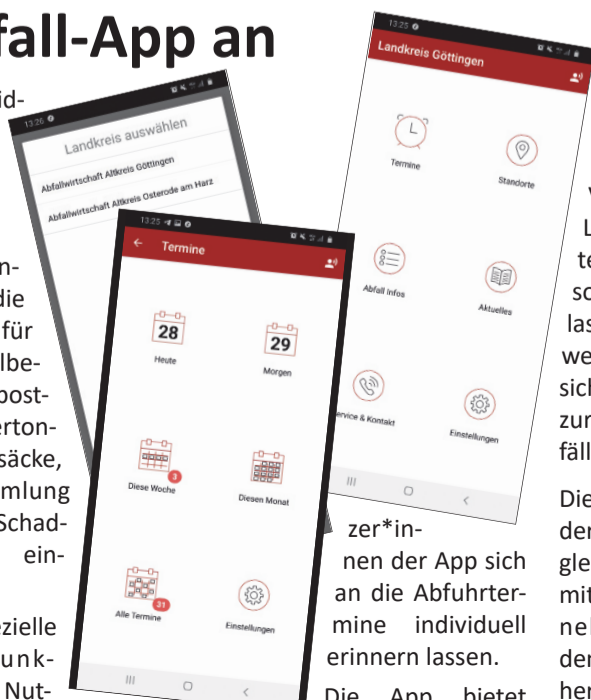 fall-App an
id-
n-
die
für
lbe-
post-
erton-
säcke,
mlung
Schad-
ein-
ezielle
unk-
Nut-
13:26
Landkreis auswählen
Abfallwirtschaft Altkreis Göttingen
Abfallwirtschaft Altkreis Osterode am Harz
13:25
Termine
28
29
Heute
Morgen
3
Diese Woche
Diesen Monat
31
Alle Termine
Einstellungen
13:25
Landkreis Göttingen
Termine
Standorte
Abfall Infos
Aktuelles
ervice & Kontakt
Einstellungen
zer*in-
nen der App sich
an die Abfuhrter-
mine individuell
erinnern lassen.
Die App bietet
v
L
te
sc
las
we
sich
zur
fäll
Die
der
gle
mit
nel
der
her